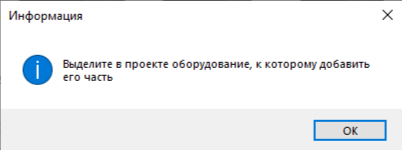 Информация
Выделите в проекте оборудование, к которому добавить
его часть
OK